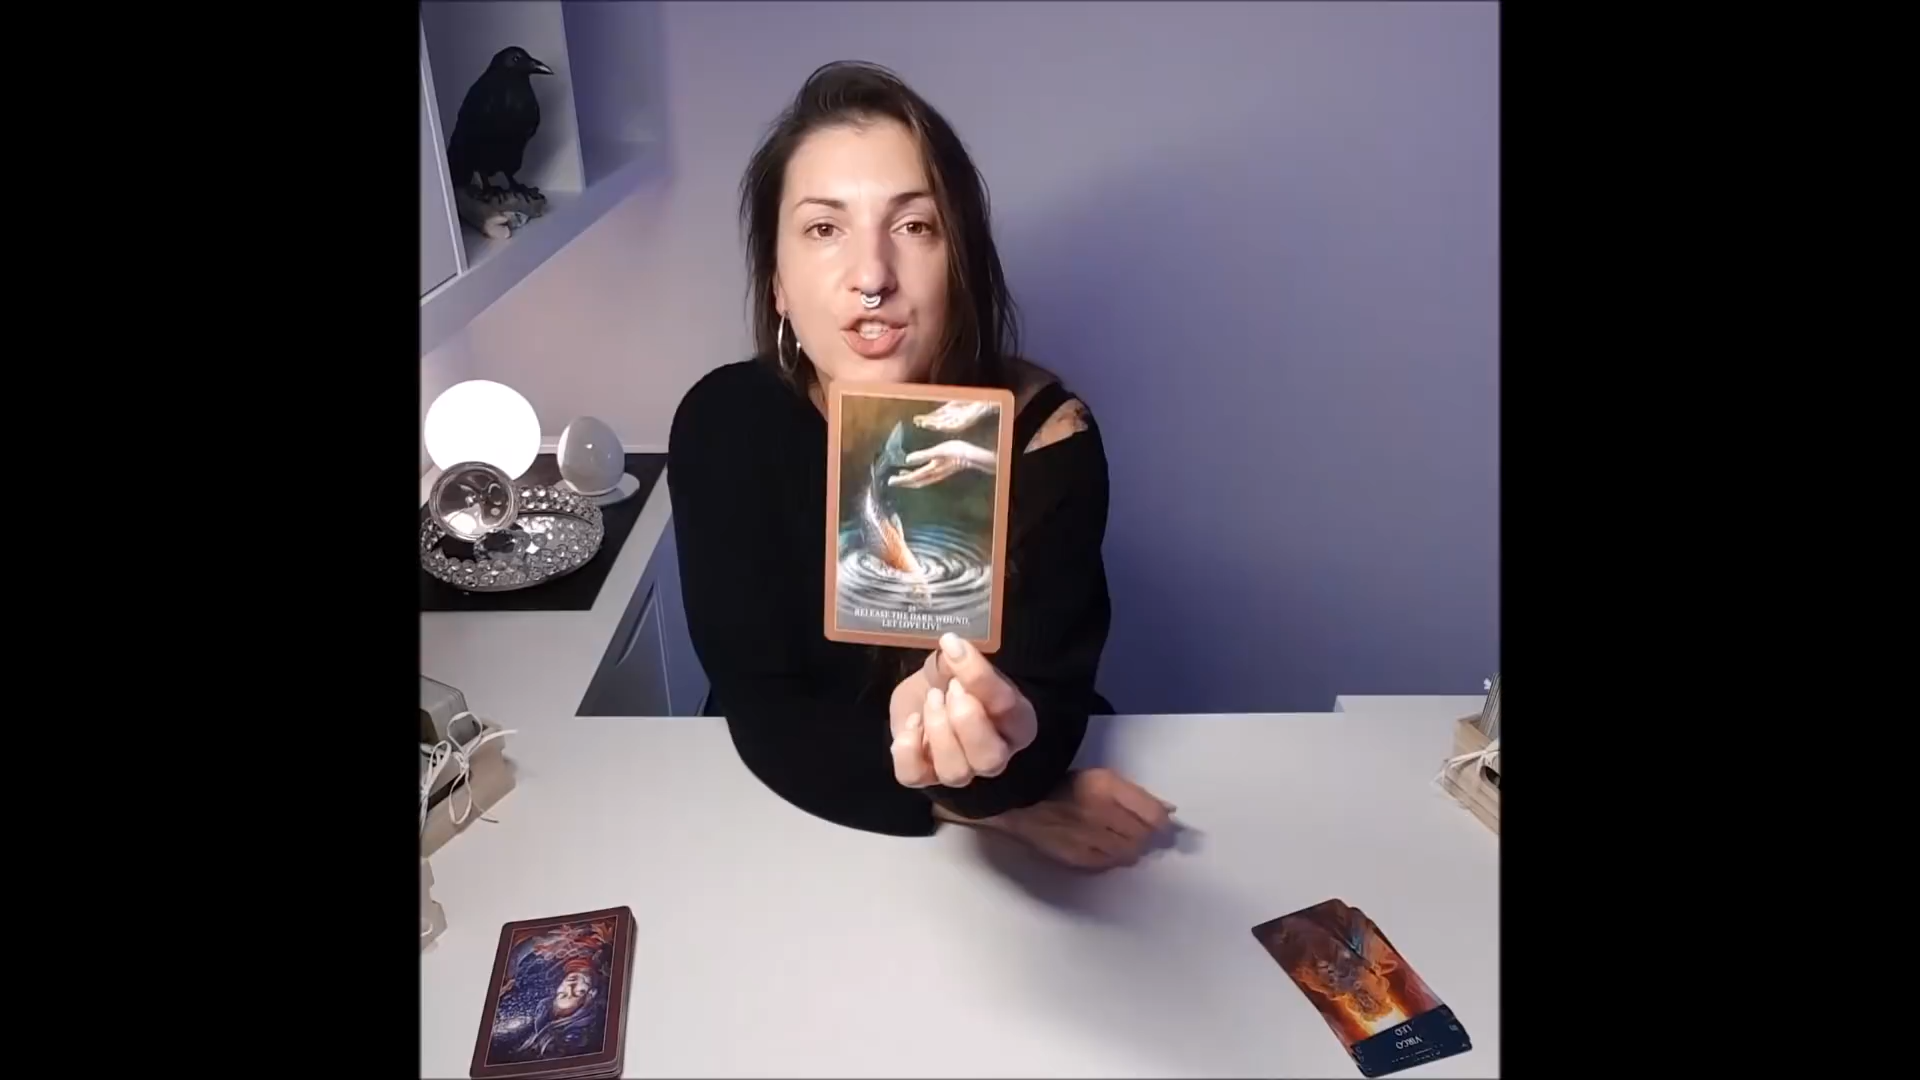 RELEASE THE DARK WOUND,
LET LOVE LIVE
LEO
VIRGO